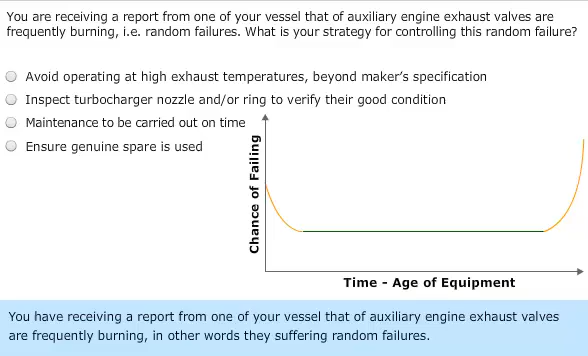 You are receiving a report from one of your vessel that of auxiliary engine exhaust valves are
frequently burning, i.e. random failures. What is your strategy for controlling this random failure?
Avoid operating at high exhaust temperatures, beyond maker's specification
Inspect turbocharger nozzle and/or ring to verify their good condition
Maintenance to be carried out on time
Ensure genuine spare is used
Chance of Failing
Time - Age of Equipment
You have receiving a report from one of your vessel that of auxiliary engine exhaust valves
are frequently burning, in other words they suffering random failures.